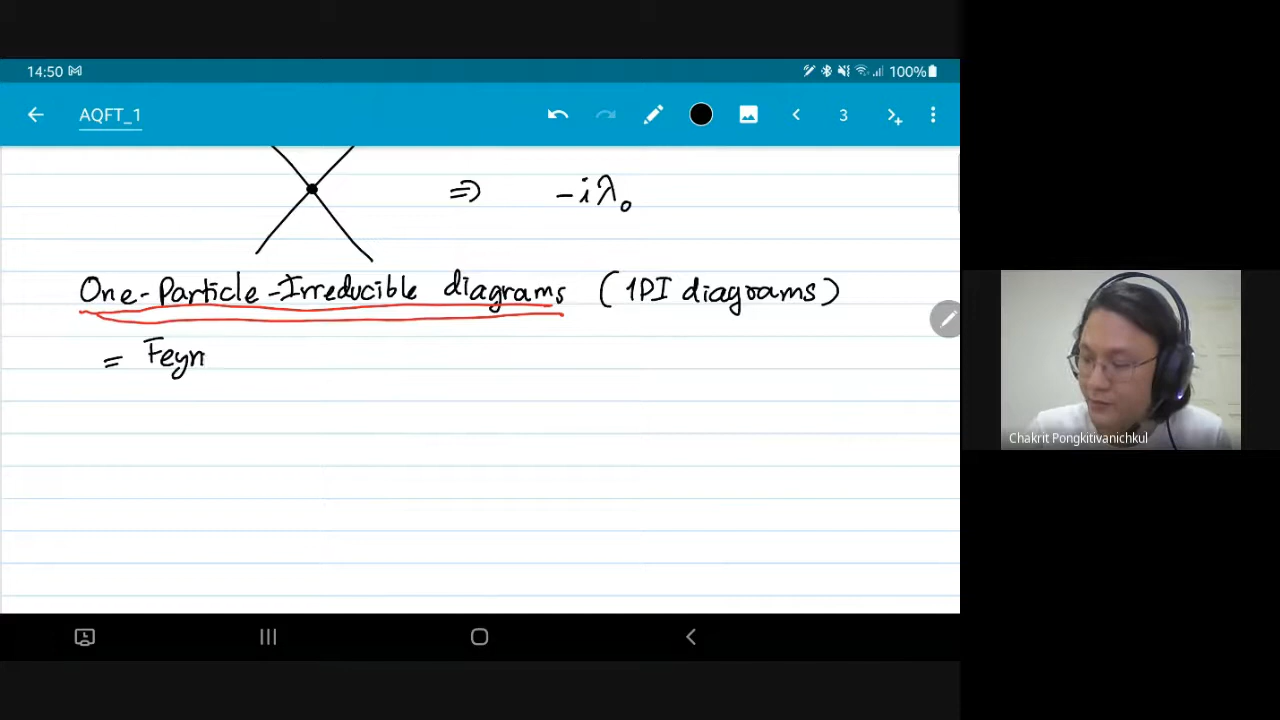 14:50 100%
AQFT_1 3
⇒ -iλ₀
One-Particle-Irreducible diagrams (1PI diagrams)
= Feyn
Chakrit Pongkitivanichkul